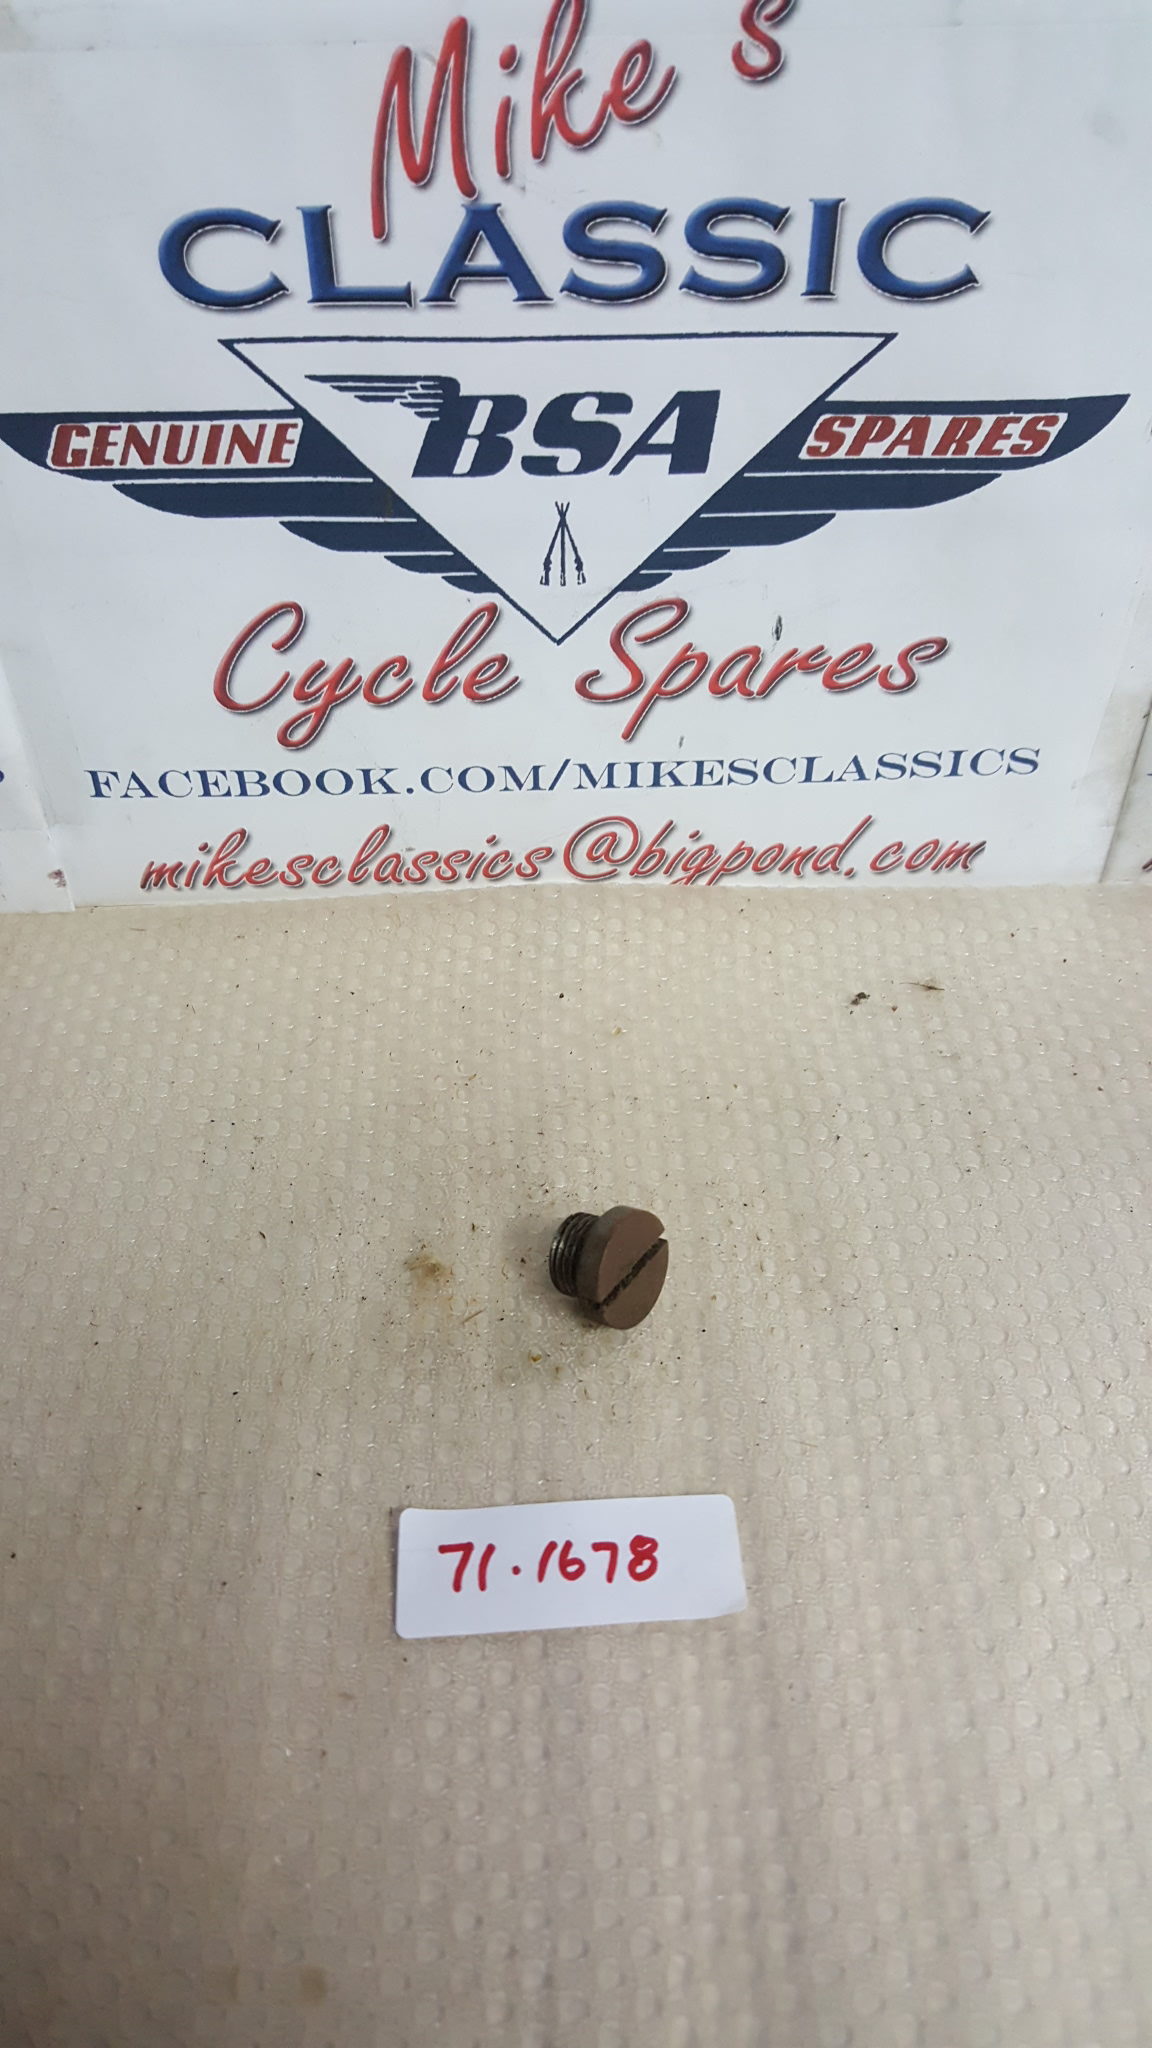 Mike's
CLASSIC
GENUINE BSA SPARES
Cycle Spares
FACEBOOK.COM/MIKESCLASSICS
mikesclassics@bigpond.com
71.1678